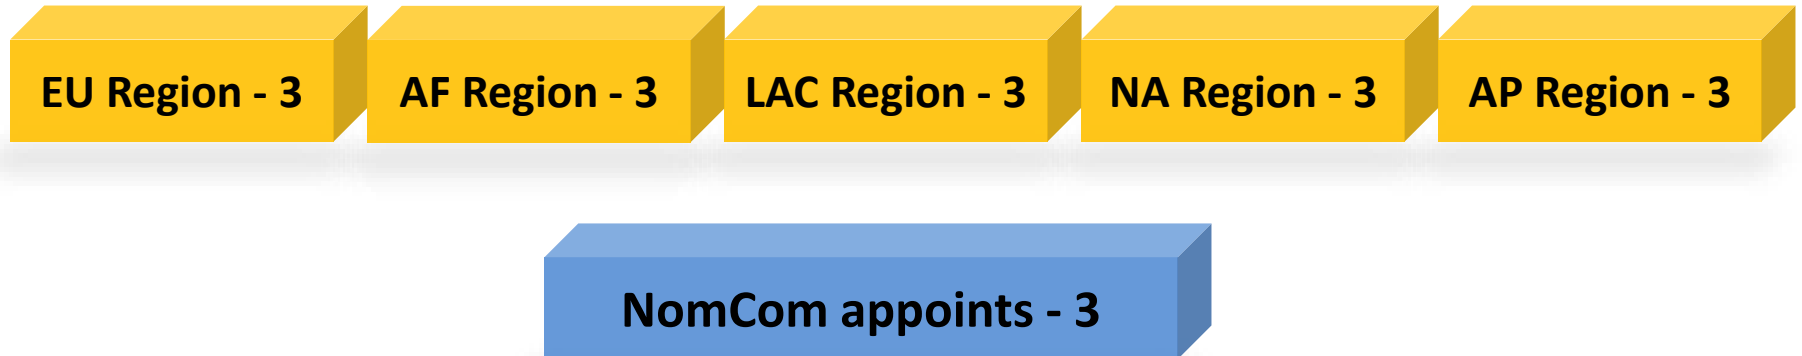 EU Region - 3
AF Region - 3
LAC Region - 3
NA Region - 3
AP Region - 3
NomCom appoints - 3